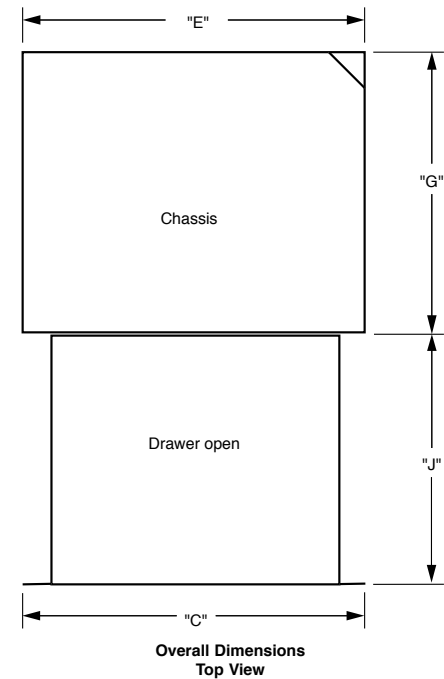 "E"
"G"
Chassis
Drawer open
"J"
"C"
Overall Dimensions
Top View